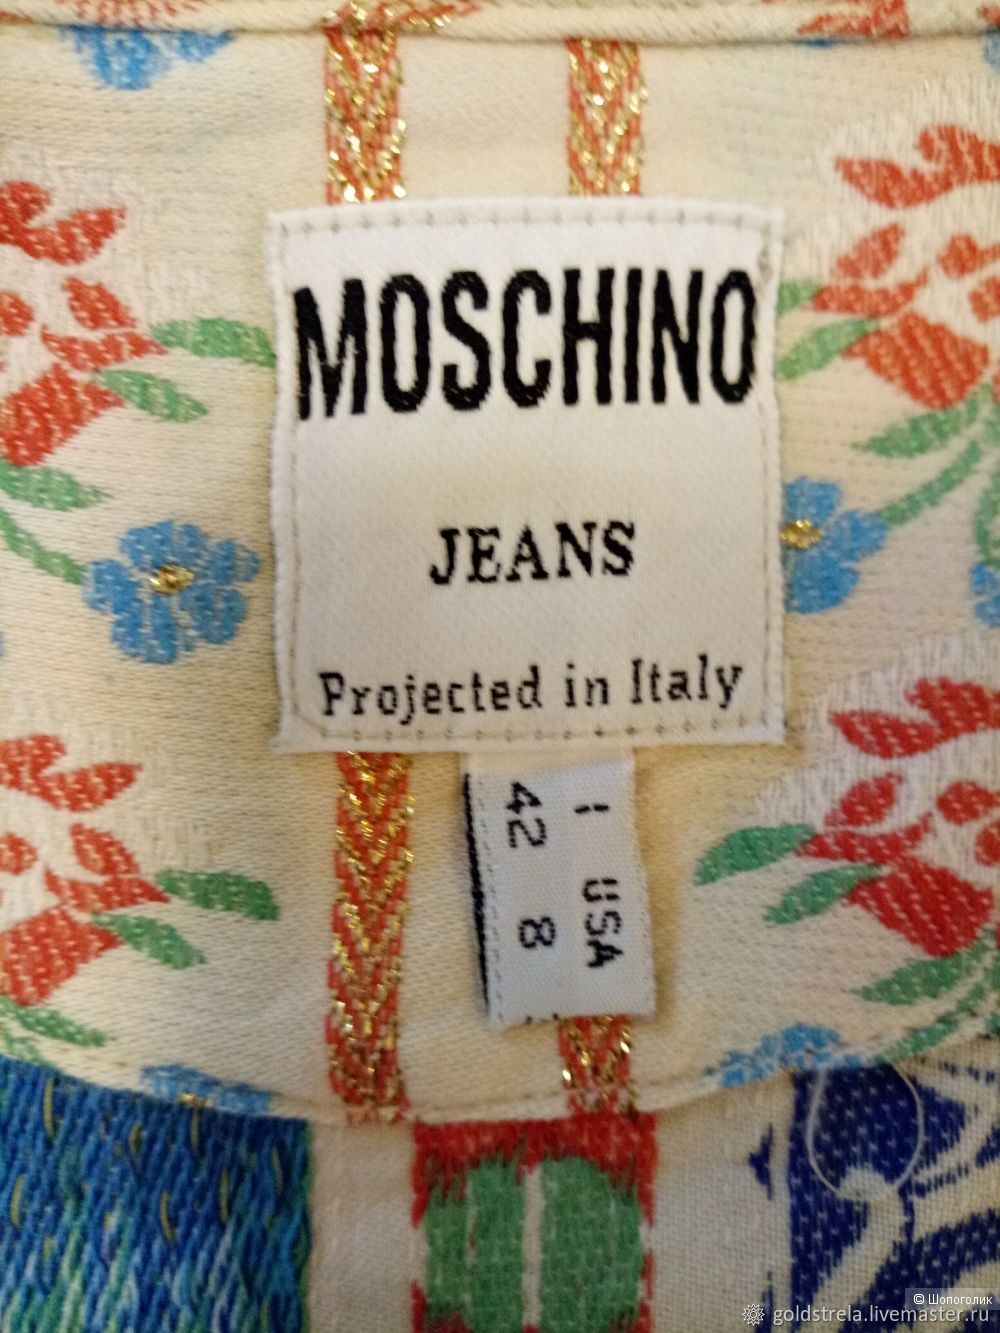 MOSCHINO
JEANS
Projected in Italy
I USA
42 8
© Шопоголик
goldstrela.livemaster.ru